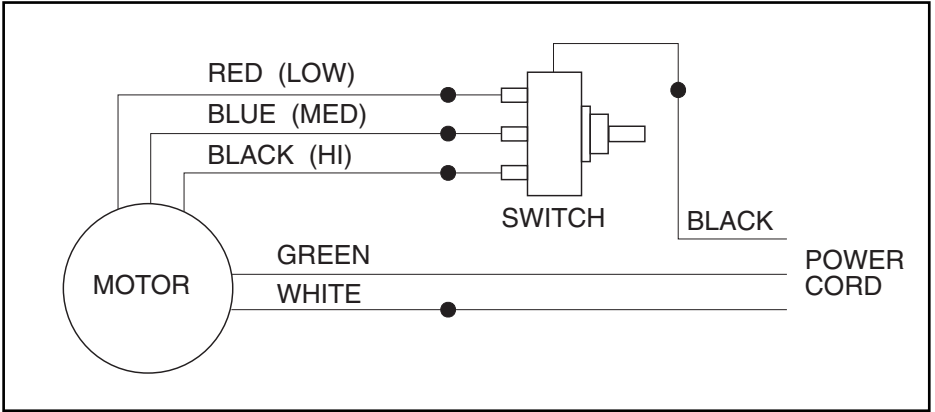 RED (LOW)
BLUE (MED)
BLACK (HI)
SWITCH
BLACK
GREEN
MOTOR
WHITE
POWER
CORD